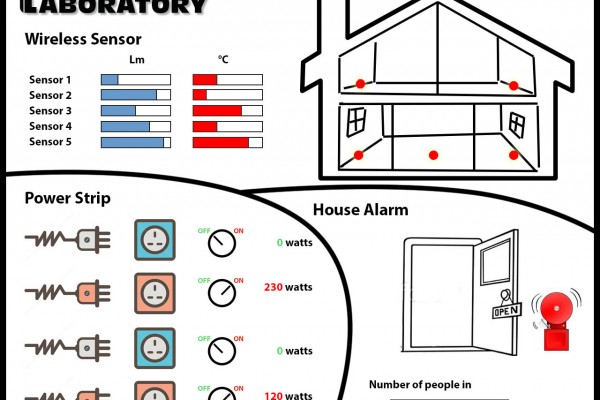 LABORATORY
Wireless Sensor
Lm °C
Sensor 1
Sensor 2
Sensor 3
Sensor 4
Sensor 5
Power Strip
House Alarm
OFF ON 0 watts
OFF ON 230 watts
OPEN
OFF ON 0 watts
Number of people in
OFF ON 120 watts